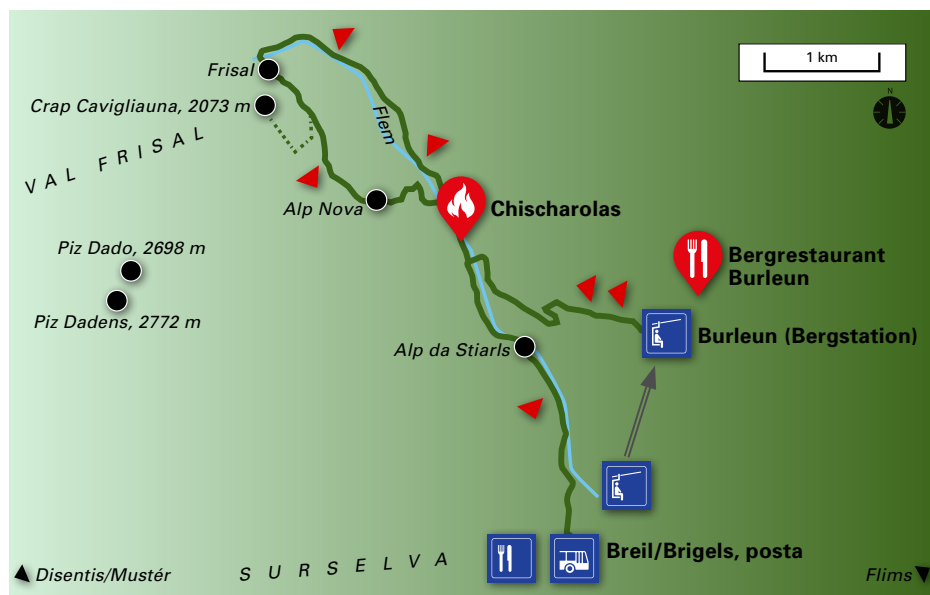 1 km
N
Frisal
Crap Cavigliauna, 2073 m
Flem
VAL FRISAL
Alp Nova
Chischarolas
Piz Dado, 2698 m
Piz Dadens, 2772 m
Bergrestaurant
Burleun
Burleun (Bergstation)
Alp da Stiarls
Breil/Brigels, posta
SURSELVA
Disentis/Mustér
Flims